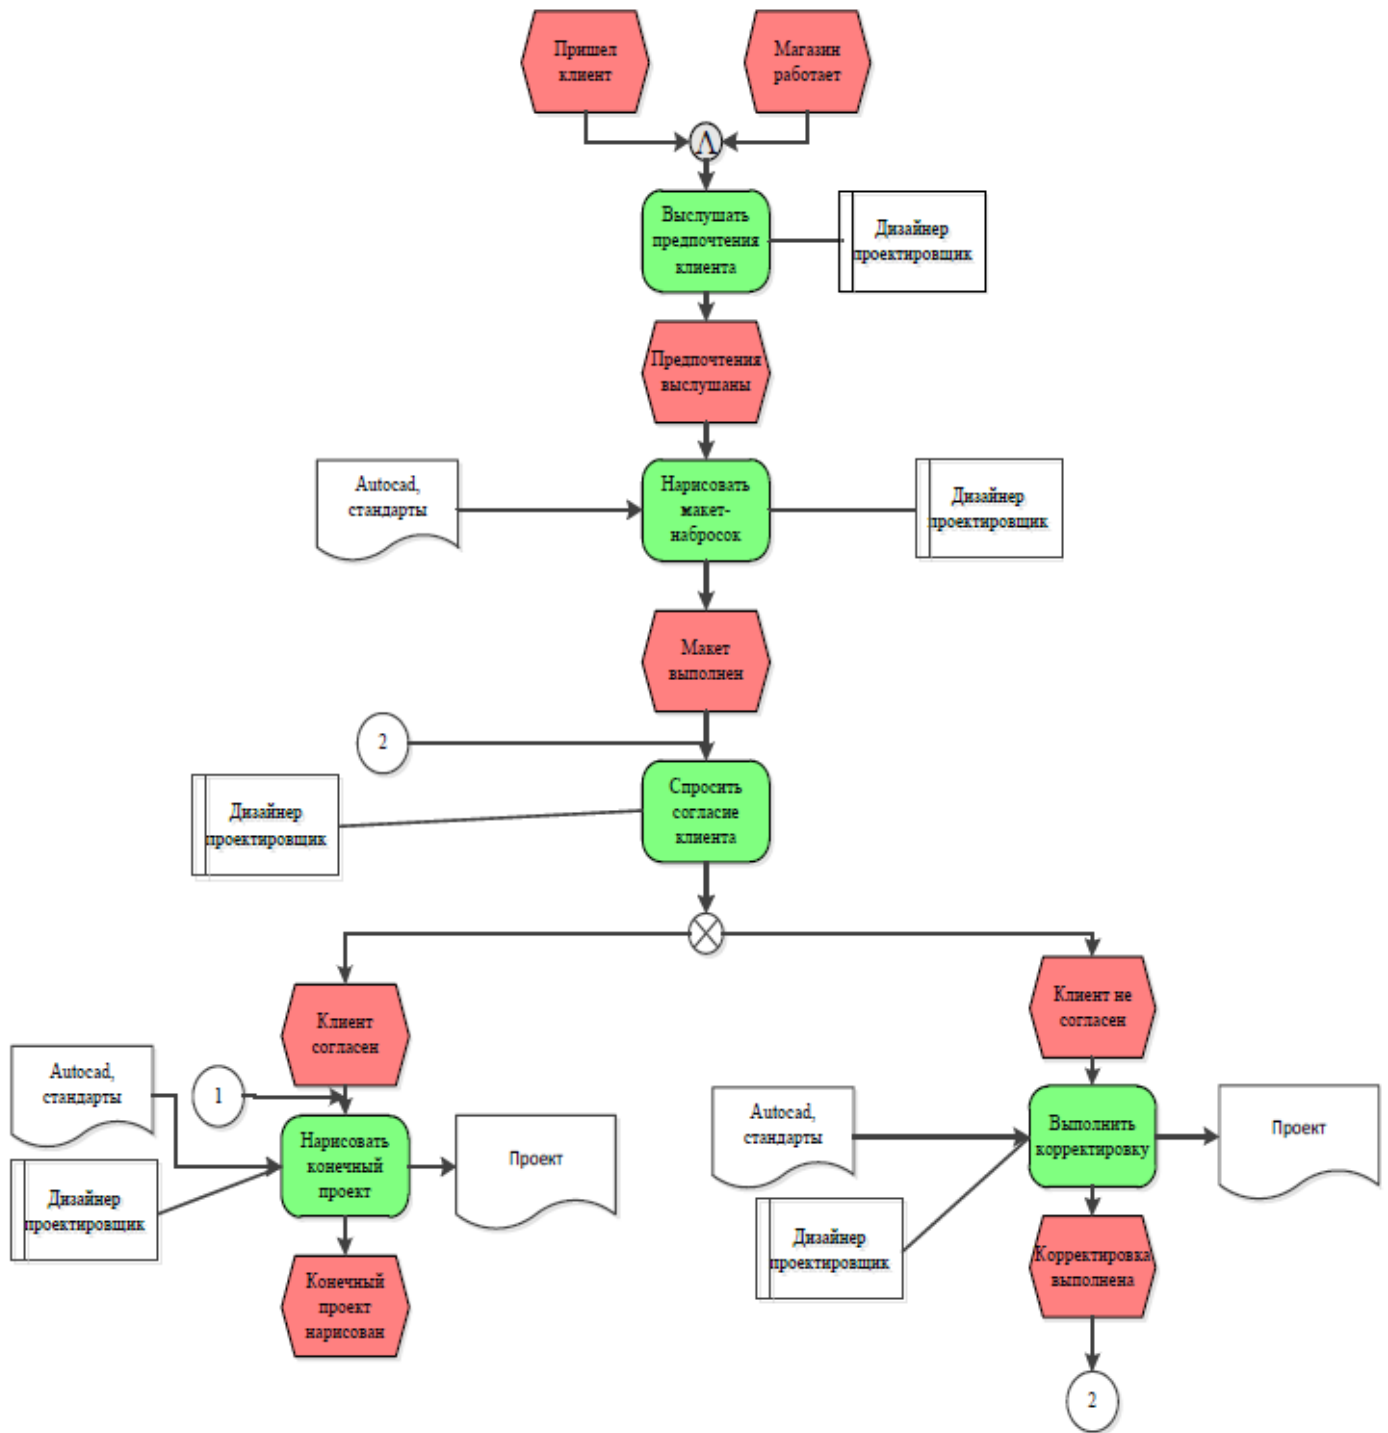 Пришел
клиент
Магазин
работает
Λ
Выслушать
предпочтения
клиента
Дизайнер
проектировщик
Предпочтения
выслушаны
Autocad,
стандарты
Нарисовать
макет-
набросок
Дизайнер
проектировщик
Макет
выполнен
2
Дизайнер
проектировщик
Спросить
согласие
клиента
Клиент
согласен
Клиент не
согласен
Autocad,
стандарты
1
Нарисовать
конечный
проект
Проект
Дизайнер
проектировщик
Конечный
проект
нарисован
Autocad,
стандарты
Выполнить
корректировку
Проект
Дизайнер
проектировщик
Корректировка
выполнена
2